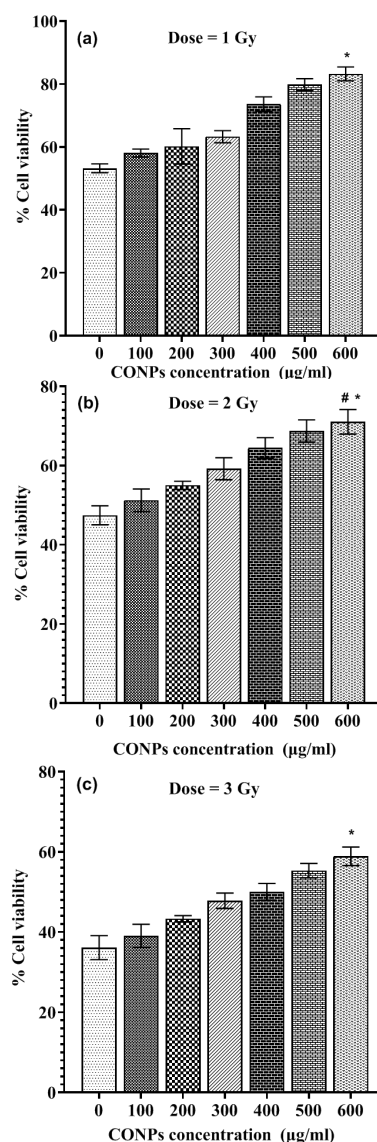 (a)
Dose = 1 Gy
*
100
80
60
40
20
0
% Cell viability
0 100 200 300 400 500 600
CONPs concentration (µg/ml)
(b)
Dose = 2 Gy
# *
80
60
40
20
0
% Cell viability
0 100 200 300 400 500 600
CONPs concentration (µg/ml)
(c)
Dose = 3 Gy
*
80
60
40
20
0
% Cell viability
0 100 200 300 400 500 600
CONPs concentration (µg/ml)